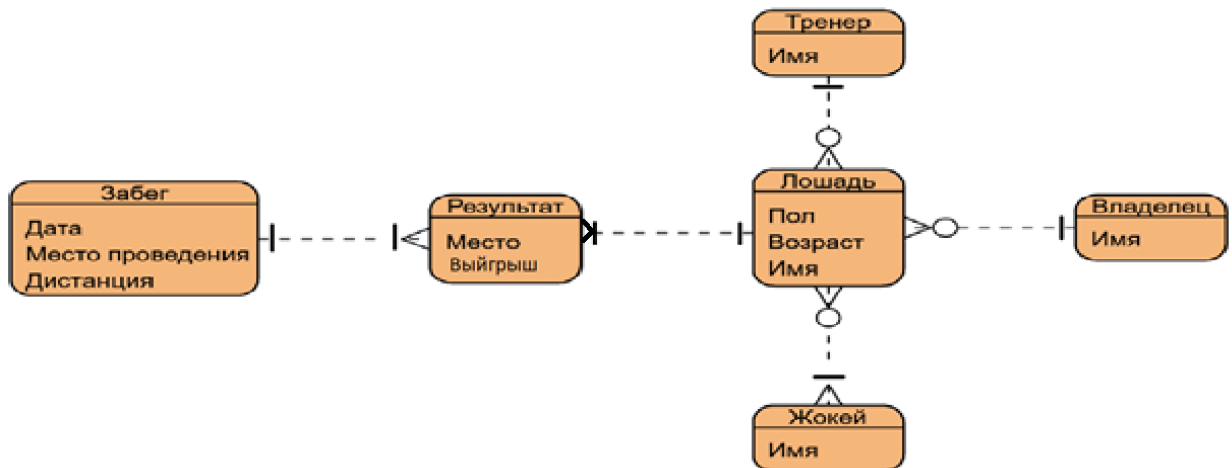 Тренер
Имя
Забег
Дата
Место проведения
Дистанция
Результат
Место
Выйгрыш
Лошадь
Пол
Возраст
Имя
Владелец
Имя
Жокей
Имя